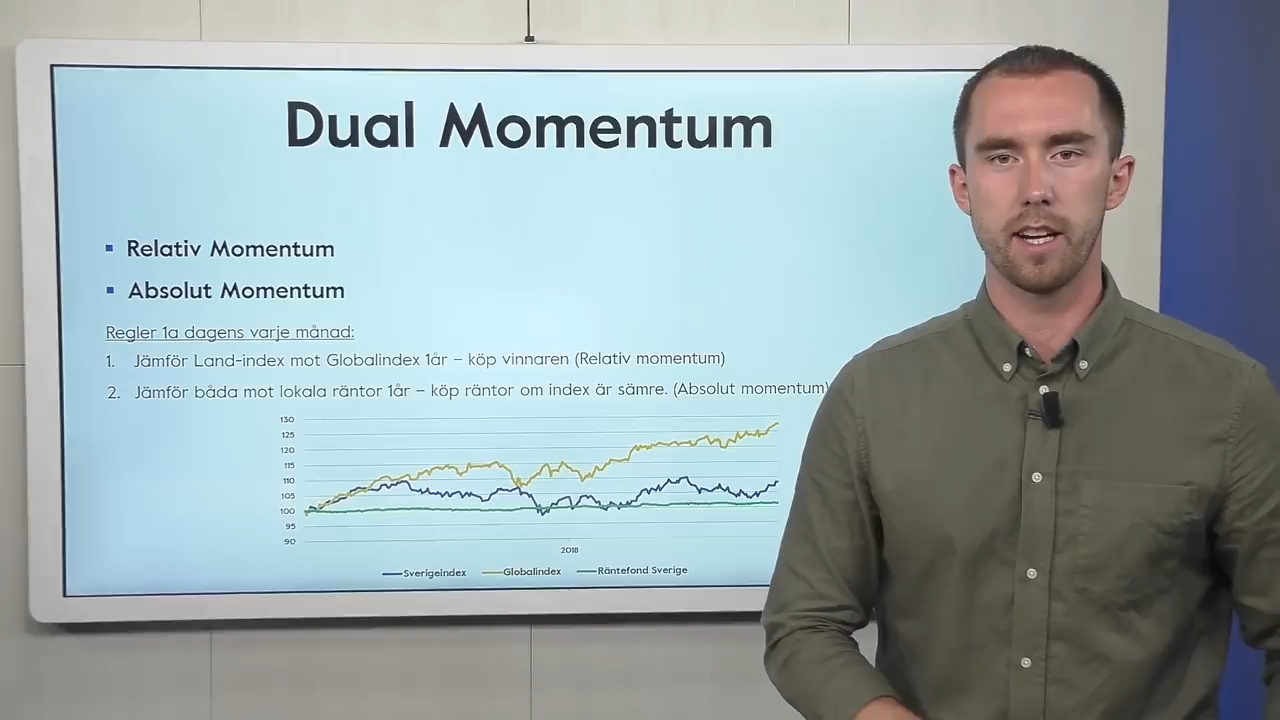 Dual Momentum
Relativ Momentum
Absolut Momentum
Regler 1a dagens varje månad:
1. Jämför Land-index mot Globalindex 1år – köp vinnaren (Relativ momentum)
2. Jämför båda mot lokala räntor 1år – köp räntor om index är sämre. (Absolut momentum)
130
125
120
115
110
105
100
95
90
2018
Sverigeindex Globalindex Räntefond Sverige